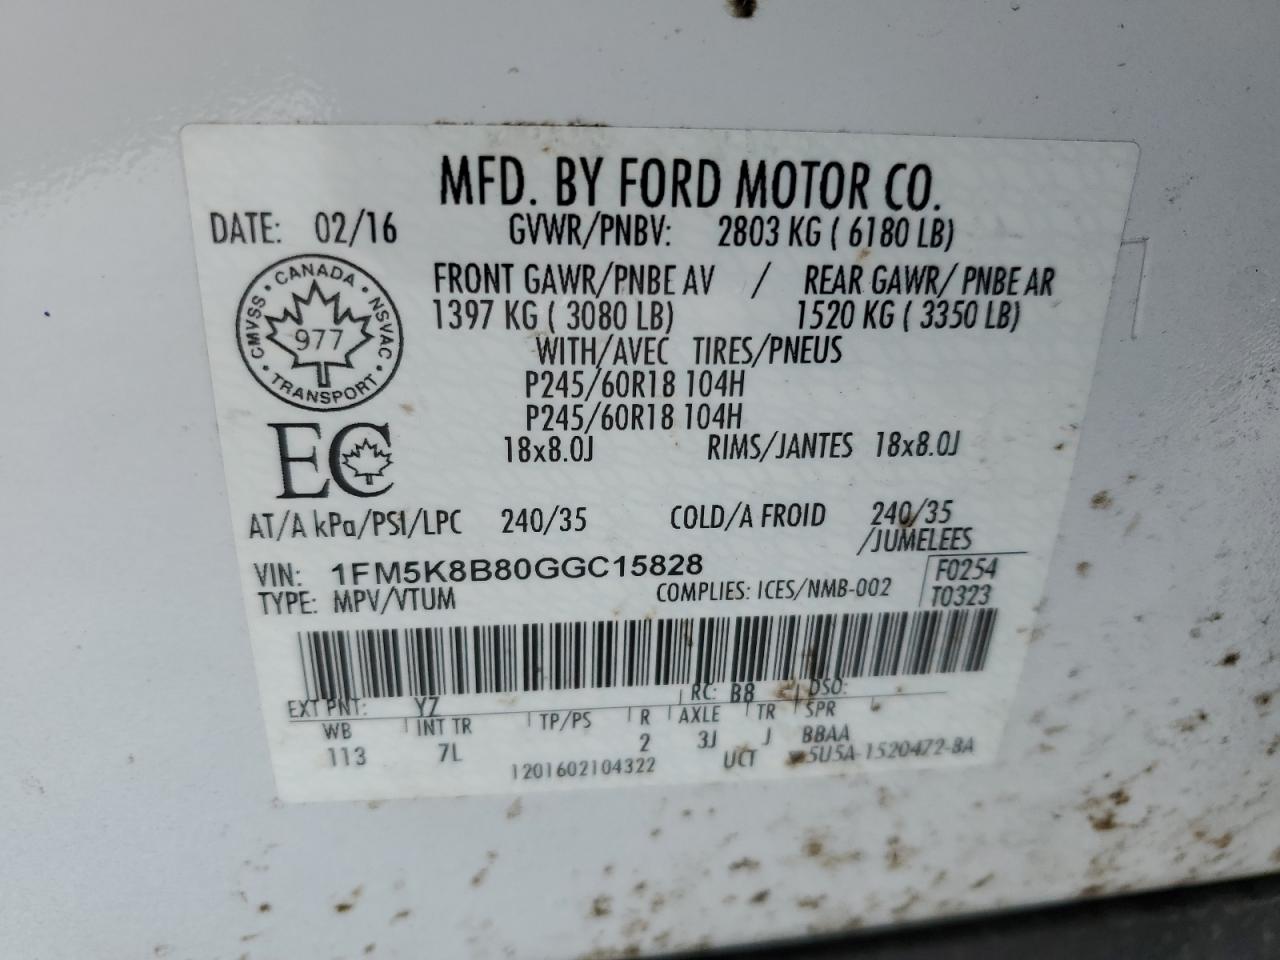 MFD. BY FORD MOTOR CO.
DATE: 02/16 GVWR/PNBV: 2803 KG ( 6180 LB)
FRONT GAWR/PNBE AV / REAR GAWR/ PNBE AR
1397 KG ( 3080 LB) 1520 KG ( 3350 LB)
CANADA
CMVSS · NSVAC
977
TRANSPORT
WITH/AVEC TIRES/PNEUS
P245/60R18 104H
P245/60R18 104H
18x8.0J RIMS/JANTES 18x8.0J
EC
AT/A kPa/PSI/LPC 240/35 COLD/A FROID 240/35
/JUMELEES
VIN: 1FM5K8B80GGC15828 F0254
TYPE: MPV/VTUM COMPLIES: ICES/NMB-002 T0323
EXT PNT: Y7 RC: B8 DSO:
WB INT TR TP/PS R AXLE TR SPR
113 7L 2 3J J BBAA
1201602104322 UCT 5U5A-1520472-BA